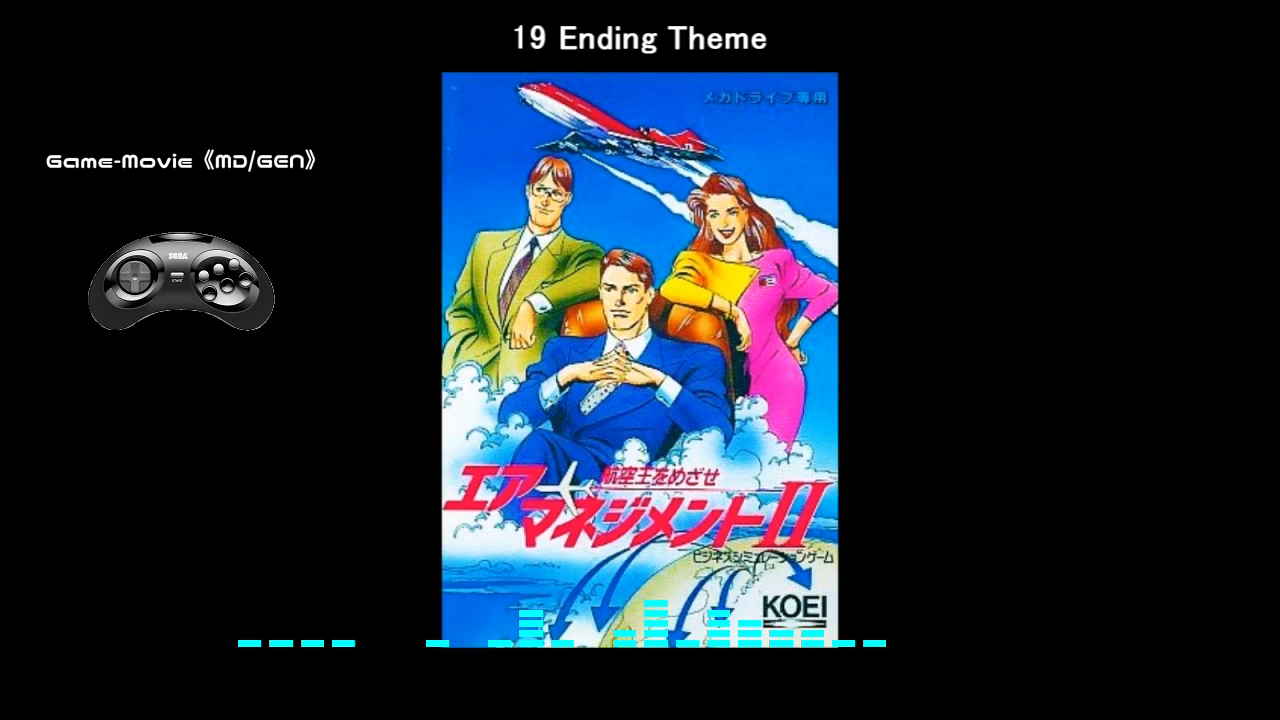 19 Ending Theme
メガドライブ専用
Game-Movie《MD/GEN》
SEGA
START
航空王をめざせ
エアマネジメントII
ビジネスシミュレーションゲーム
KOEI